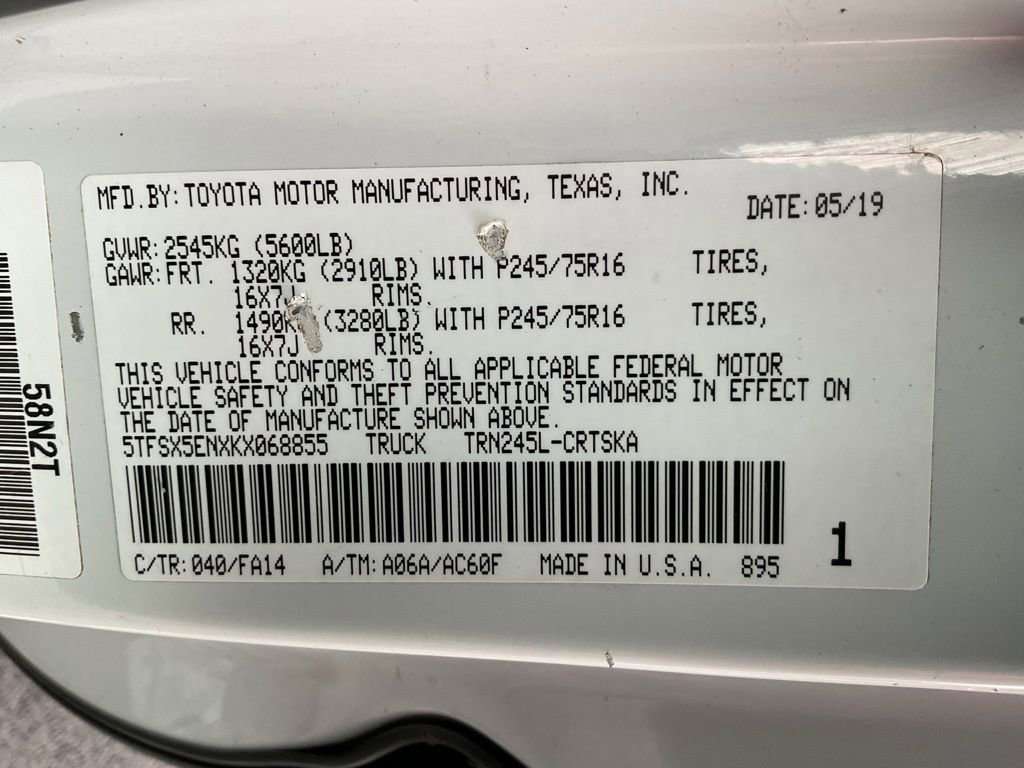 MFD.BY:TOYOTA MOTOR MANUFACTURING, TEXAS, INC.
DATE:05/19
GVWR:2545KG (5600LB)
GAWR:FRT. 1320KG (2910LB) WITH P245/75R16 TIRES,
16X7J RIMS.
RR. 1490KG (3280LB) WITH P245/75R16 TIRES,
16X7J RIMS.
THIS VEHICLE CONFORMS TO ALL APPLICABLE FEDERAL MOTOR
VEHICLE SAFETY AND THEFT PREVENTION STANDARDS IN EFFECT ON
THE DATE OF MANUFACTURE SHOWN ABOVE.
5TFSX5ENXKX068855 TRUCK TRN245L-CRTSKA
C/TR:040/FA14 A/TM:A06A/AC60F MADE IN U.S.A. 895
1
58N2T